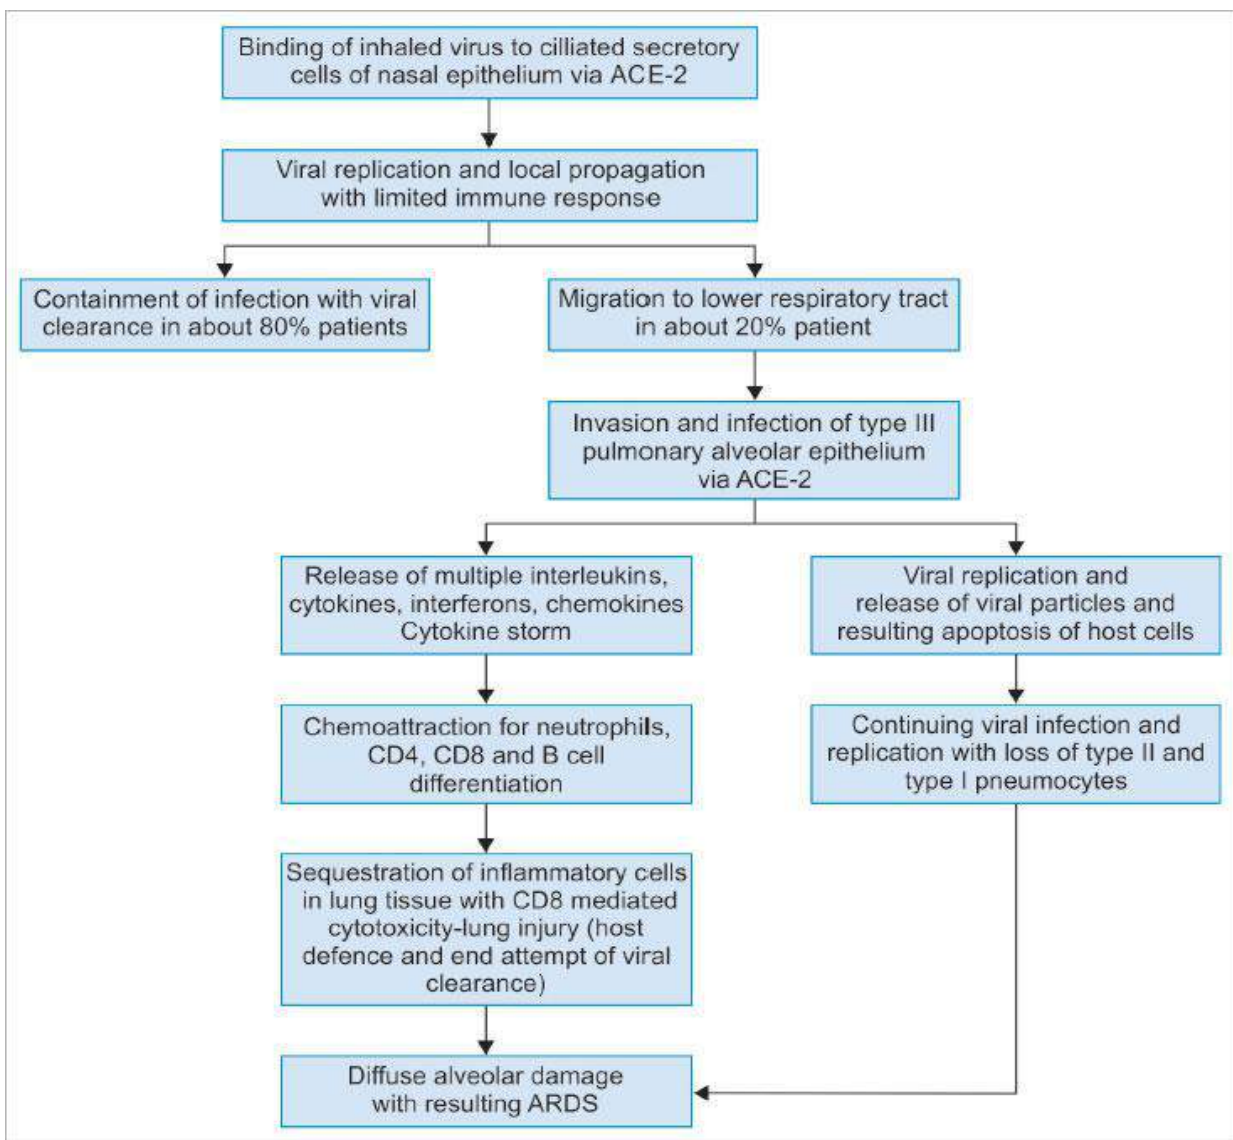 Binding of inhaled virus to cilliated secretory
cells of nasal epithelium via ACE-2
Viral replication and local propagation
with limited immune response
Containment of infection with viral
clearance in about 80% patients
Migration to lower respiratory tract
in about 20% patient
Invasion and infection of type III
pulmonary alveolar epithelium
via ACE-2
Release of multiple interleukins,
cytokines, interferons, chemokines
Cytokine storm
Viral replication and
release of viral particles and
resulting apoptosis of host cells
Chemoattraction for neutrophils,
CD4, CD8 and B cell
differentiation
Continuing viral infection and
replication with loss of type II and
type I pneumocytes
Sequestration of inflammatory cells
in lung tissue with CD8 mediated
cytotoxicity-lung injury (host
defence and end attempt of viral
clearance)
Diffuse alveolar damage
with resulting ARDS